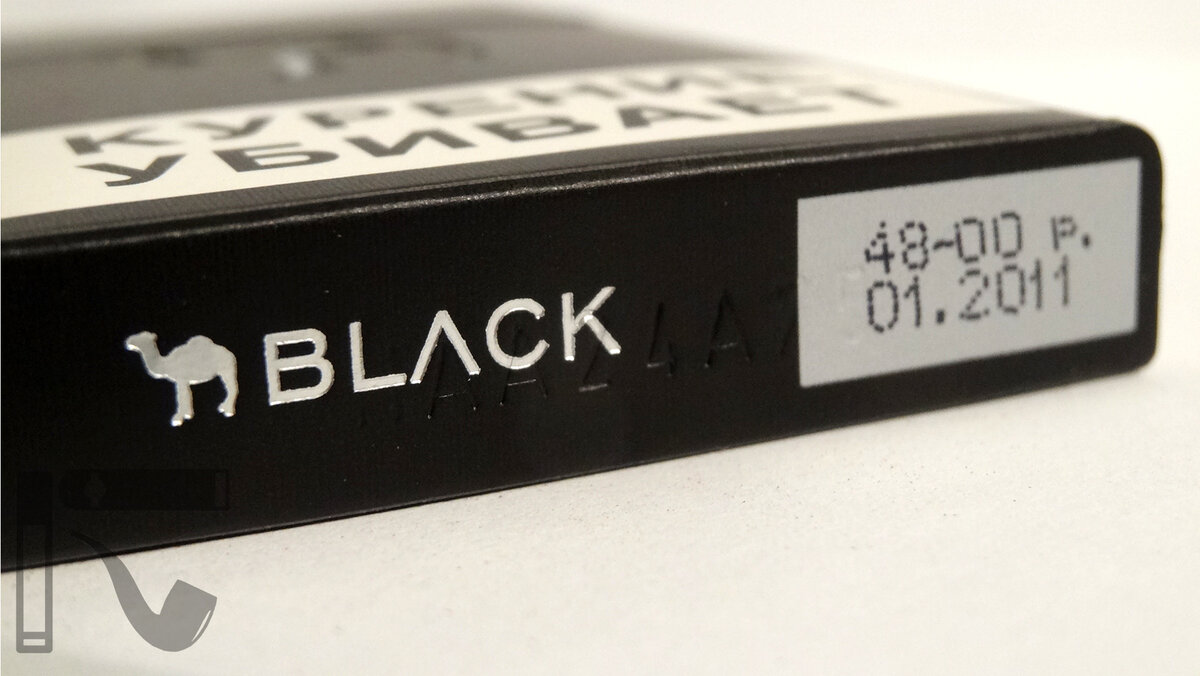 КУРЕНИЕ
УБИВАЕТ
BLACK
48-00 р.
01.2011